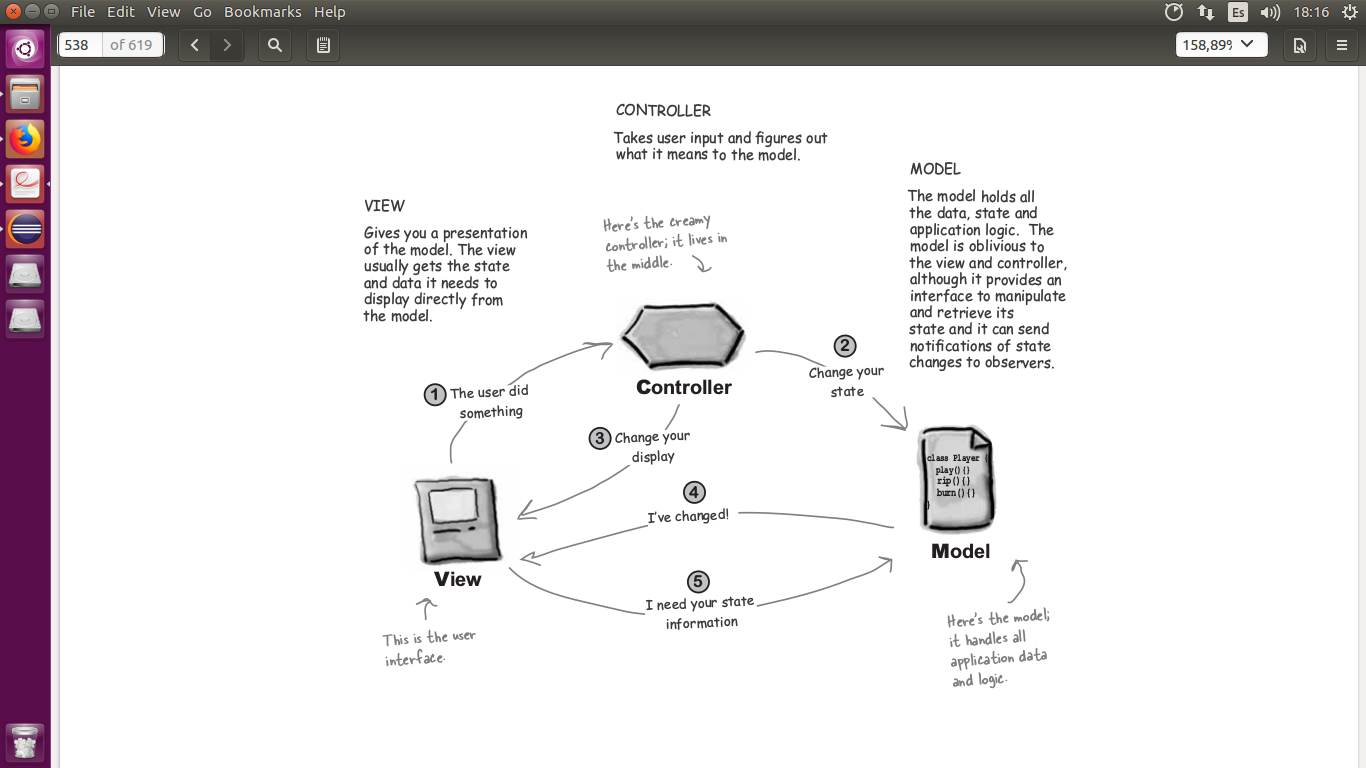 File Edit View Go Bookmarks Help
Es
18:16
538 of 619
158,89%
CONTROLLER
Takes user input and figures out
what it means to the model.
MODEL
The model holds all
the data, state and
application logic. The
model is oblivious to
the view and controller,
although it provides an
interface to manipulate
and retrieve its
state and it can send
notifications of state
changes to observers.
VIEW
Gives you a presentation
of the model. The view
usually gets the state
and data it needs to
display directly from
the model.
Here's the creamy
controller; it lives in
the middle.
Controller
1 The user did
something
2
Change your
state
3 Change your
display
4
I've changed!
5
I need your state
information
class Player {
play(){}
rip(){}
burn(){}
}
Model
View
This is the user
interface.
Here's the model;
it handles all
application data
and logic.